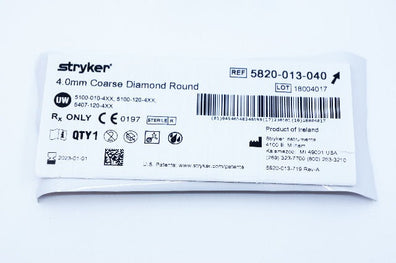 stryker®
REF 5820-013-040
4.0mm Coarse Diamond Round
LOT 18004017
UW 5100-010-4XX, 5100-120-4XX,
5407-120-4XX
Rx ONLY CE 0197 STERILE R
QTY 1
Product of Ireland
Stryker Instruments
4100 E. Milham
Kalamazoo, MI 49001 USA
(269) 323-7700 (800) 253-3210
2023-01-01
U.S. Patents: www.stryker.com/patents
5820-013-719 Rev-A